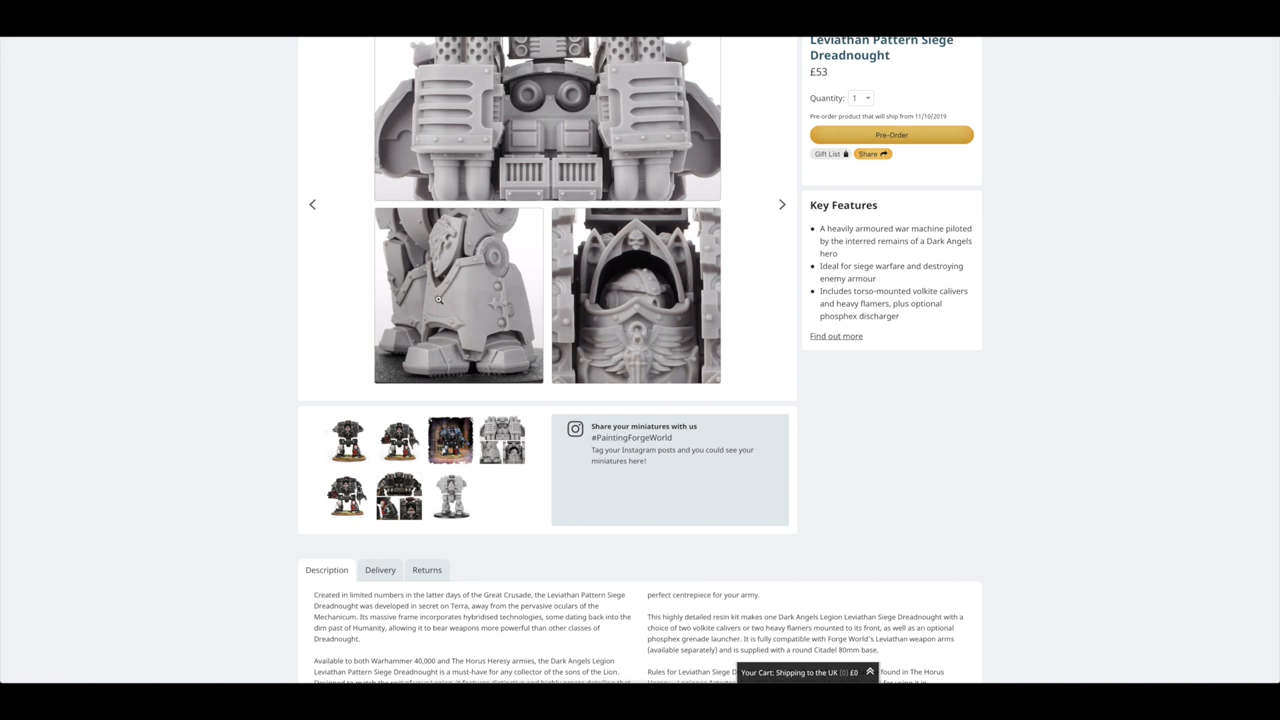 Leviathan Pattern Siege
Dreadnought
£53
Quantity: 1
Pre-order product that will ship from 11/10/2019
Pre-Order
Gift List
Share
Key Features
A heavily armoured war machine piloted
by the interred remains of a Dark Angels
hero
Ideal for siege warfare and destroying
enemy armour
Includes torso-mounted volkite calivers
and heavy flamers, plus optional
phosphex discharger
Find out more
Share your miniatures with us
#PaintingForgeWorld
Tag your Instagram posts and you could see your
miniatures here!
Description
Delivery
Returns
Created in limited numbers in the latter days of the Great Crusade, the Leviathan Pattern Siege
Dreadnought was developed in secret on Terra, away from the pervasive oculars of the
Mechanicum. Its massive frame incorporates hybridised technologies, some dating back into the
dim past of Humanity, allowing it to bear weapons more powerful than other classes of
Dreadnought.
Available to both Warhammer 40,000 and The Horus Heresy armies, the Dark Angels Legion
Leviathan Pattern Siege Dreadnought is a must-have for any collector of the sons of the Lion.
perfect centrepiece for your army.
This highly detailed resin kit makes one Dark Angels Legion Leviathan Siege Dreadnought with a
choice of two volkite calivers or two heavy flamers mounted to its front, as well as an optional
phosphex grenade launcher. It is fully compatible with Forge World's Leviathan weapon arms
(available separately) and is supplied with a round Citadel 80mm base.
Rules for Leviathan Siege D found in The Horus
Your Cart: Shipping to the UK (0) £0